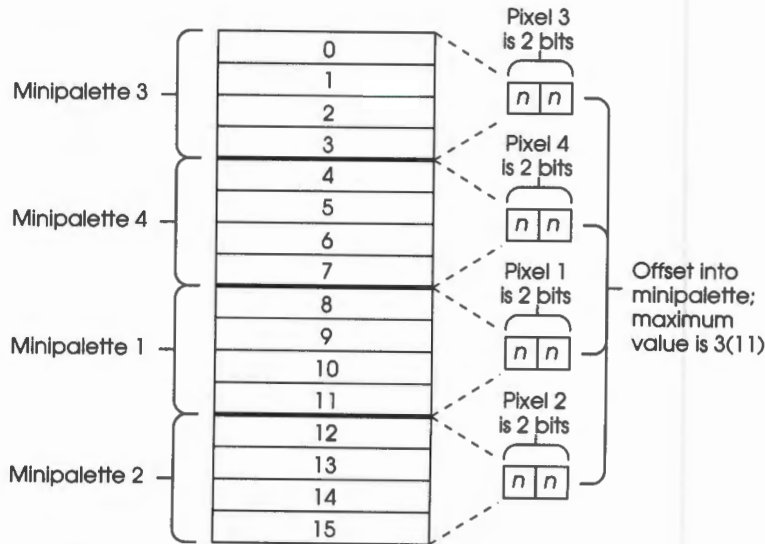 Minipalette 3
Minipalette 4
Minipalette 1
Minipalette 2
0
1
2
3
4
5
6
7
8
9
10
11
12
13
14
15
Pixel 3
is 2 bits
n n
Pixel 4
is 2 bits
n n
Pixel 1
is 2 bits
n n
Pixel 2
is 2 bits
n n
Offset into
minipalette;
maximum
value is 3(11)